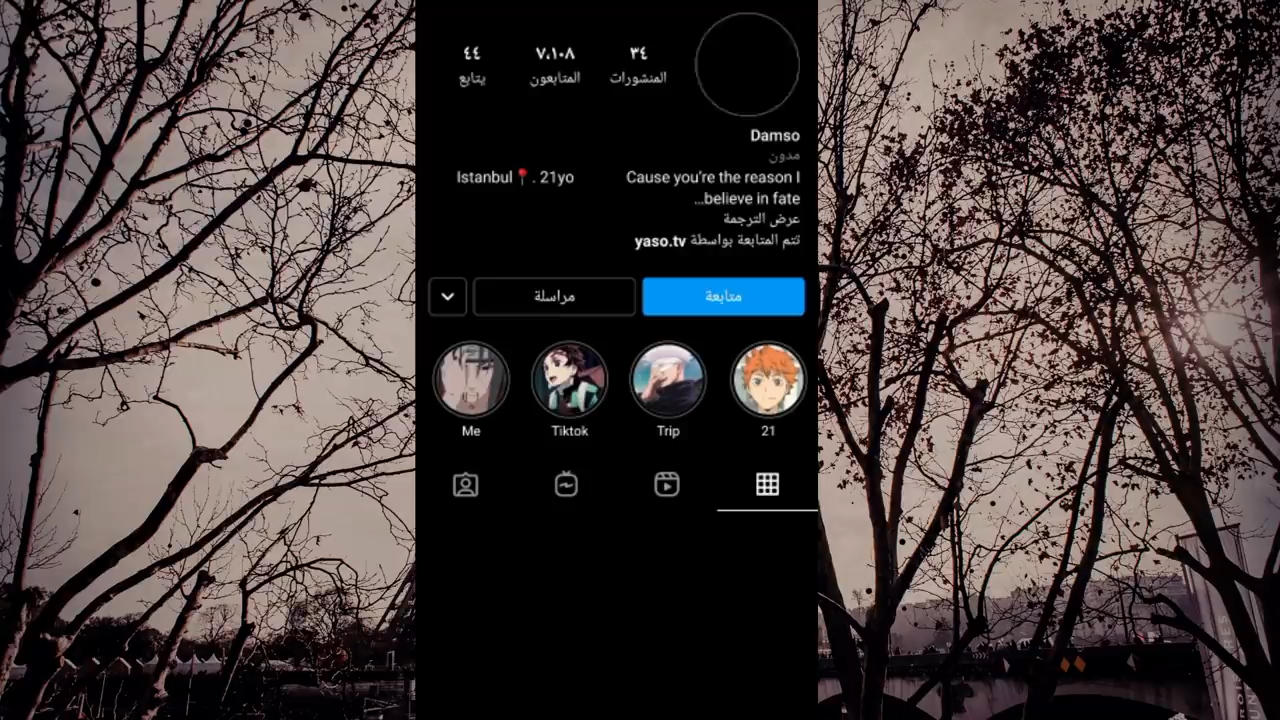 ٣٤ ٧،١٠٨ ٤٤
المنشورات المتابعون يتابع
Damso
مدون
Cause you're the reason I Istanbul📍. 21yo
believe in fate...
عرض الترجمة
تتم المتابعة بواسطة yaso.tv
متابعة مراسلة
21 Trip Tiktok Me